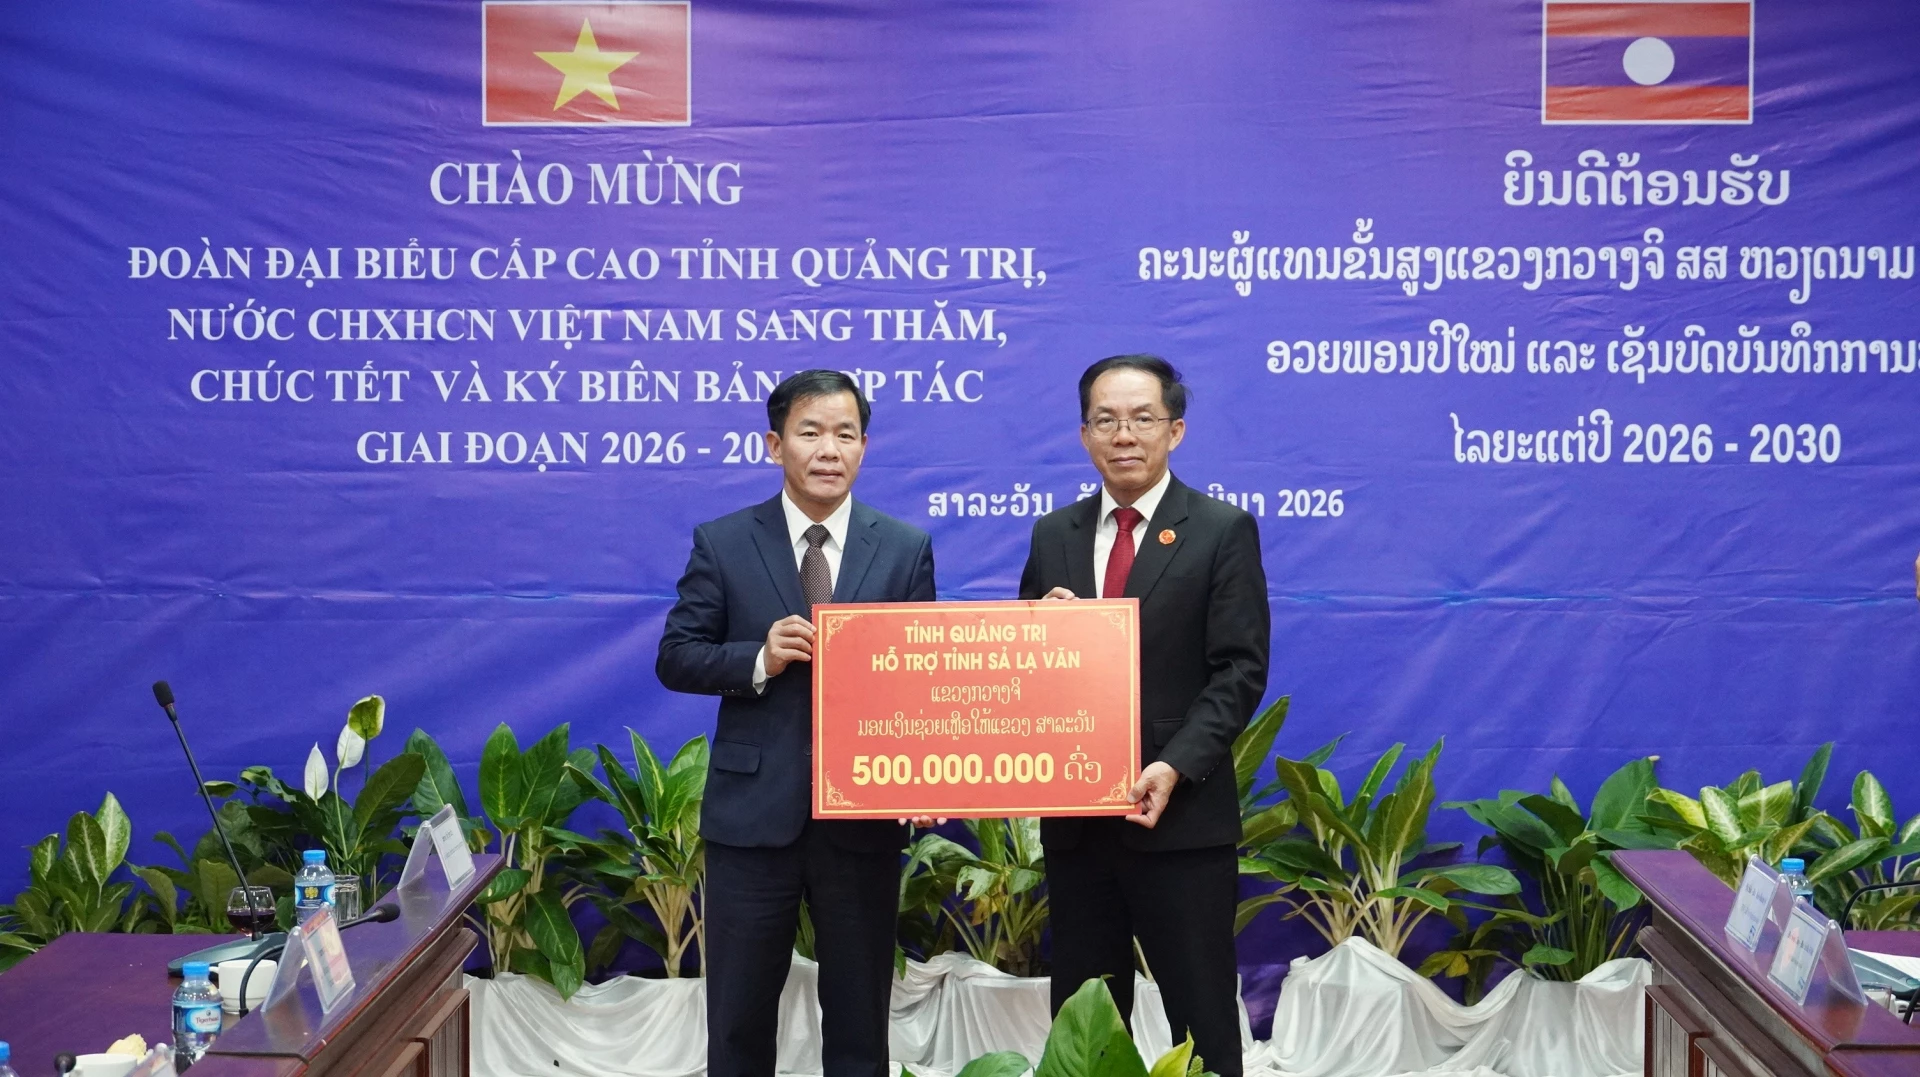 CHÀO MỪNG
ĐOÀN ĐẠI BIỂU CẤP CAO TỈNH QUẢNG TRỊ,
NƯỚC CHXHCN VIỆT NAM SANG THĂM,
CHÚC TẾT VÀ KÝ BIÊN BẢN TÁC
GIAI ĐOẠN 2026 -
ຍິນດີຕ້ອນຮັບ
ຄະນະຜູ້ແທນຂັ້ນສູງແຂວງກວາງຈິ ສສ ຫວຽດນາມ
ອວຍພອນປີໃໝ່ ແລະ ເຊັນບົດບັນທຶກການ
ໄລຍະແຕ່ປີ 2026 - 2030
ສາລະວັນ 2026
TỈNH QUẢNG TRỊ
HỖ TRỢ TỈNH SẢ LẠ VĂN
ແຂວງກວາງຈິ
ມອບເງິນຊ່ວຍເຫຼືອໃຫ້ແຂວງ ສາລະວັນ
500.000.000 ດົ່ງ